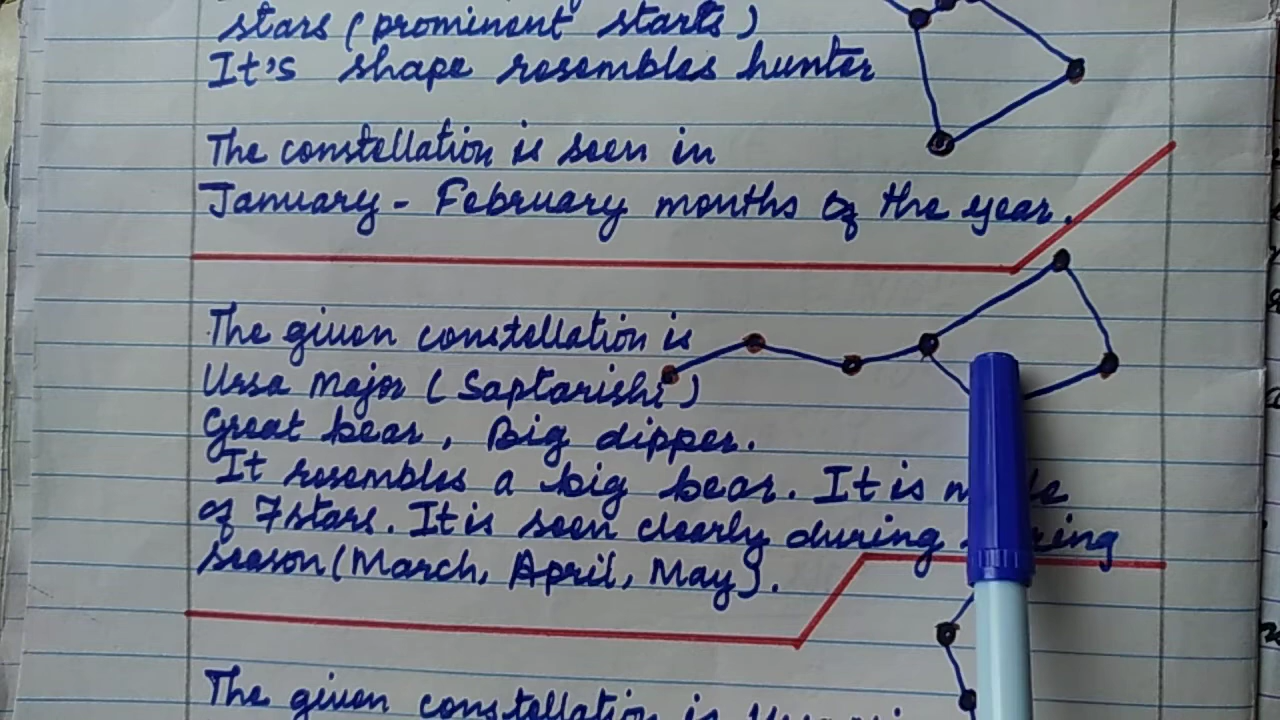 stars (prominent starts)
It's shape resembles hunter
The constellation is seen in
January - February months of the year.
The given constellation is
Ursa Major (Saptarishi)
Great bear, Big dipper.
It resembles a big bear. It is
of 7 stars. It is seen clearly during
season (March, April, May).
The given constellation is